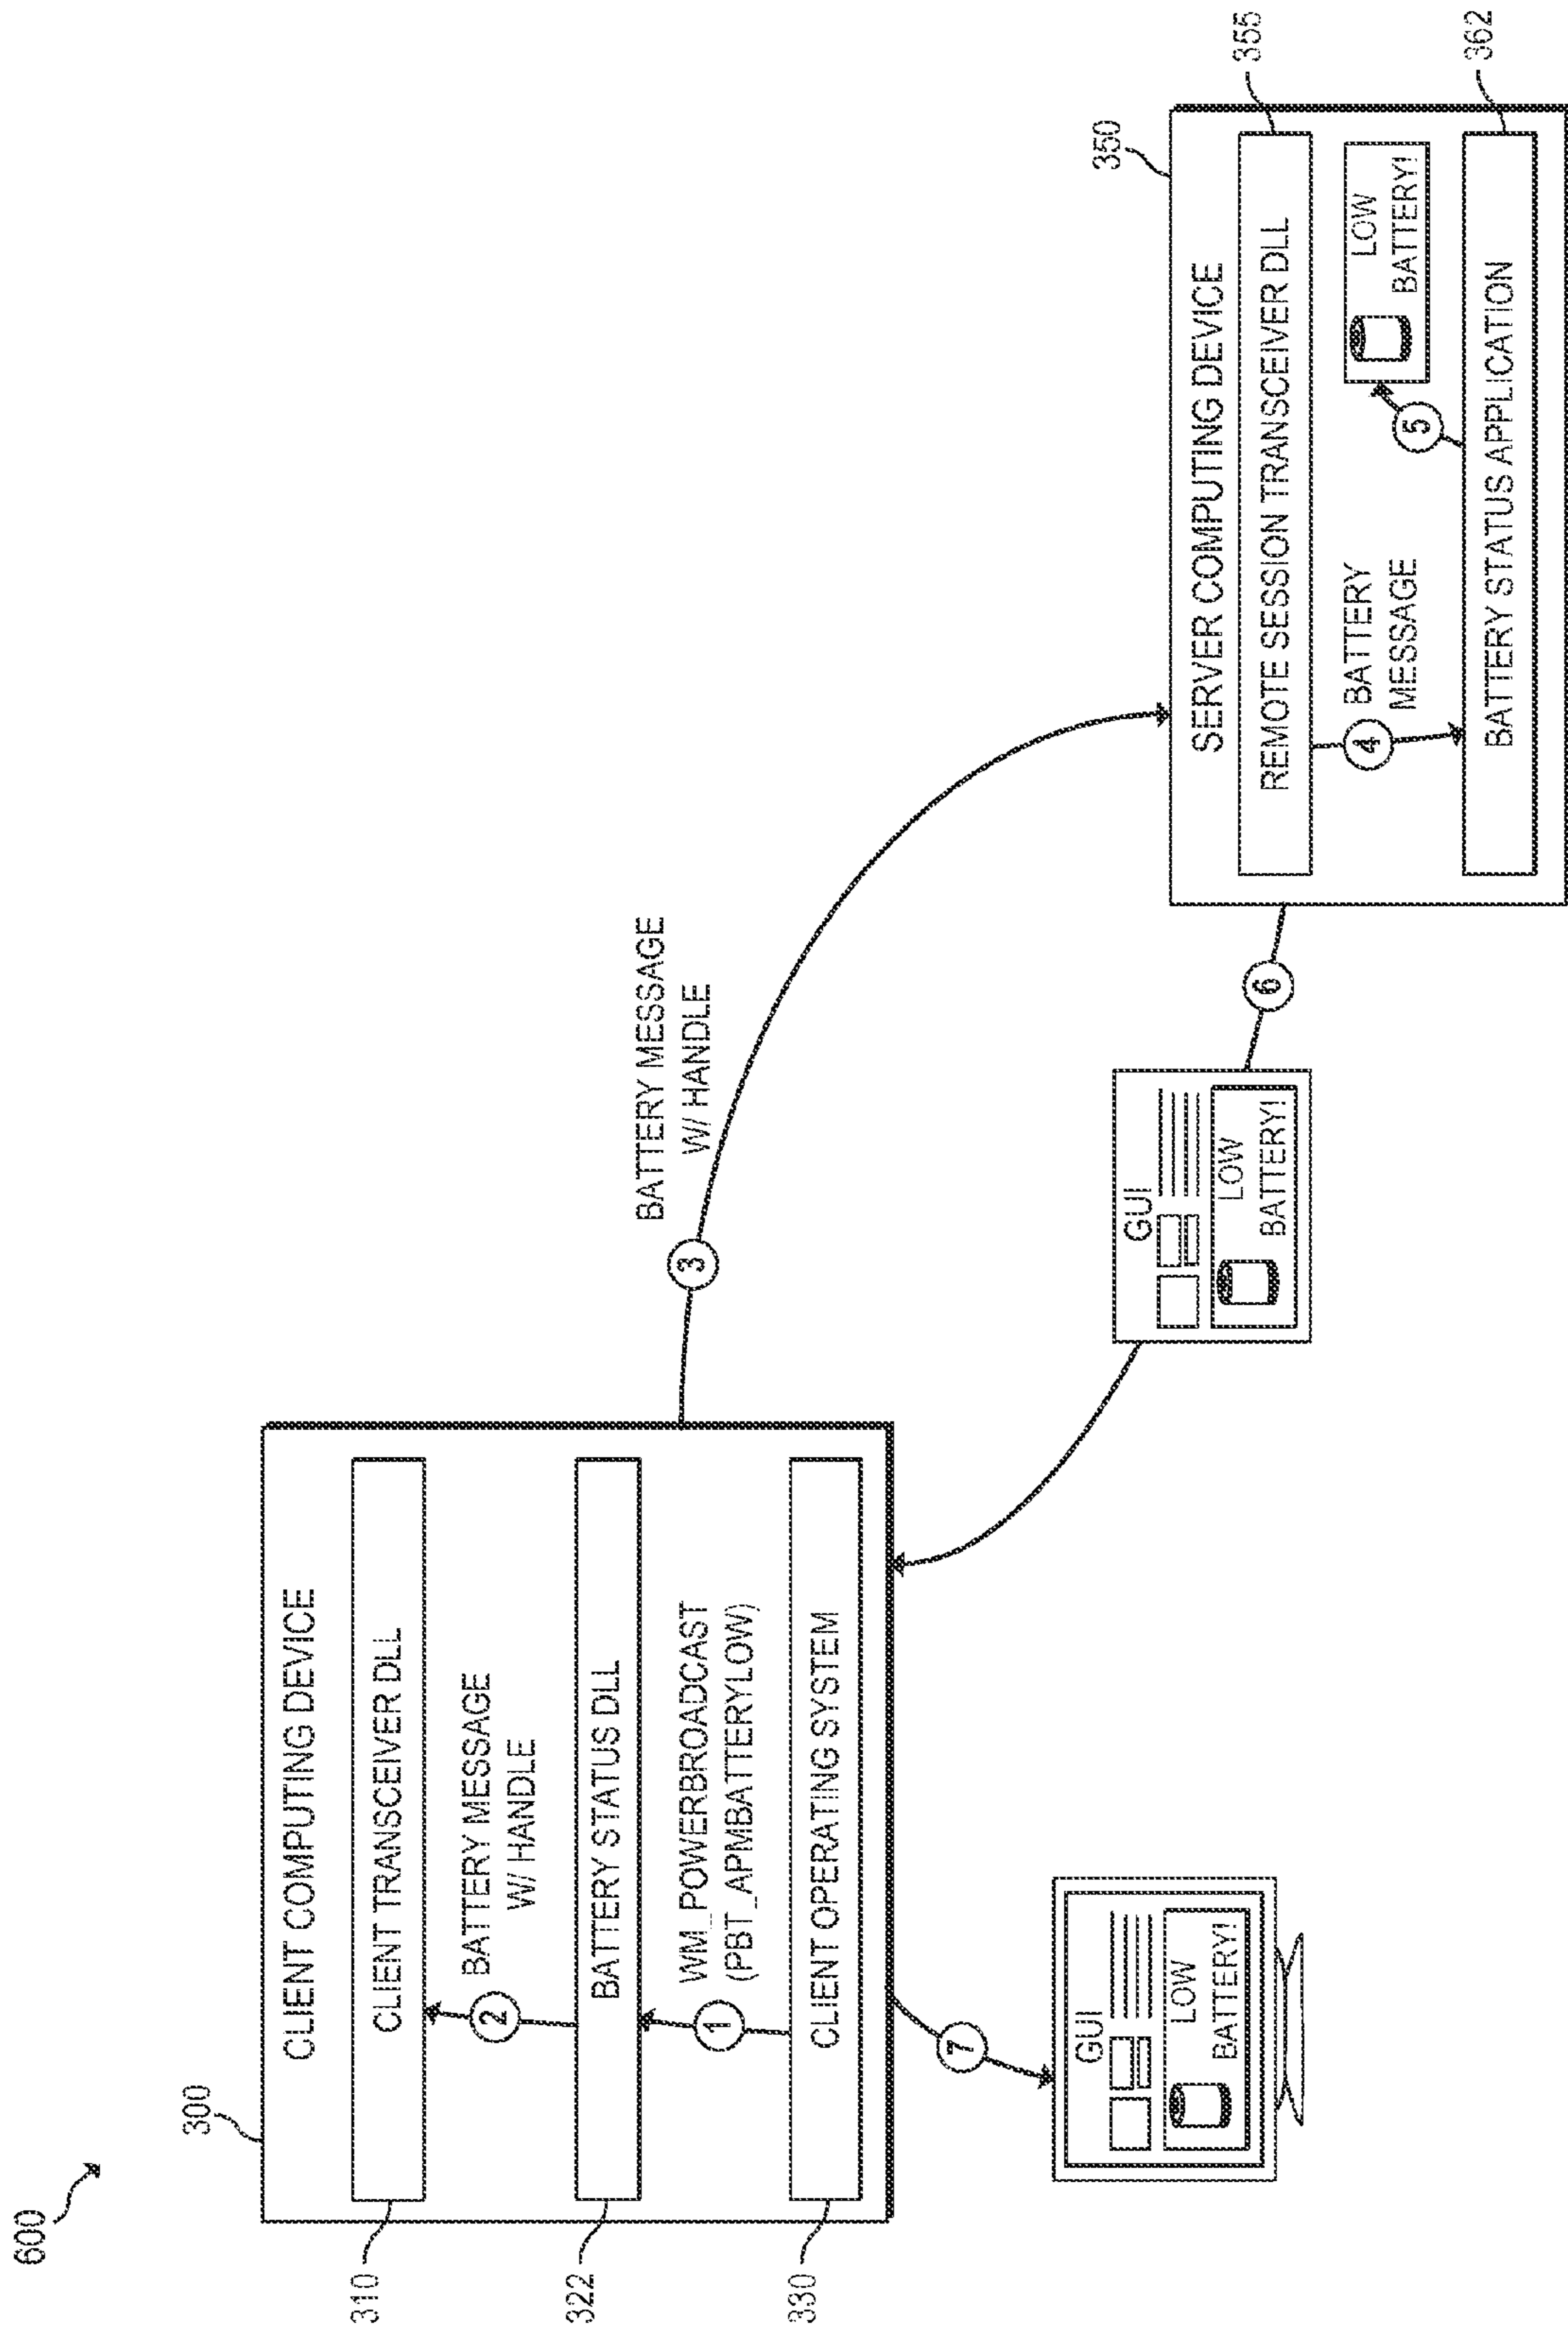 600
300
CLIENT COMPUTING DEVICE
310
CLIENT TRANSCEIVER DLL
2
BATTERY MESSAGE
W/ HANDLE
322
BATTERY STATUS DLL
1
WM_POWERBROADCAST
(PBT_APMBATTERYLOW)
330
CLIENT OPERATING SYSTEM
3
BATTERY MESSAGE
W/ HANDLE
7
GUI
LOW
BATTERY!
GUI
LOW
BATTERY!
6
350
SERVER COMPUTING DEVICE
REMOTE SESSION TRANSCEIVER DLL
355
4
BATTERY
MESSAGE
5
LOW
BATTERY!
BATTERY STATUS APPLICATION
362